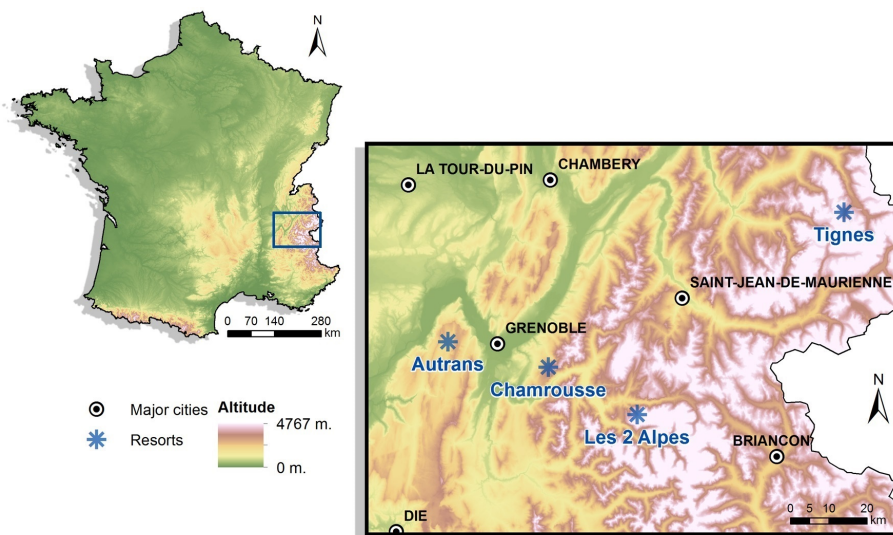 N
0 70 140 280
km
Major cities
Resorts
Altitude
4767 m.
0 m.
LA TOUR-DU-PIN
CHAMBERY
Tignes
SAINT-JEAN-DE-MAURIENNE
GRENOBLE
Autrans
Chamrousse
Les 2 Alpes
BRIANCON
DIE
N
0 5 10 20
km